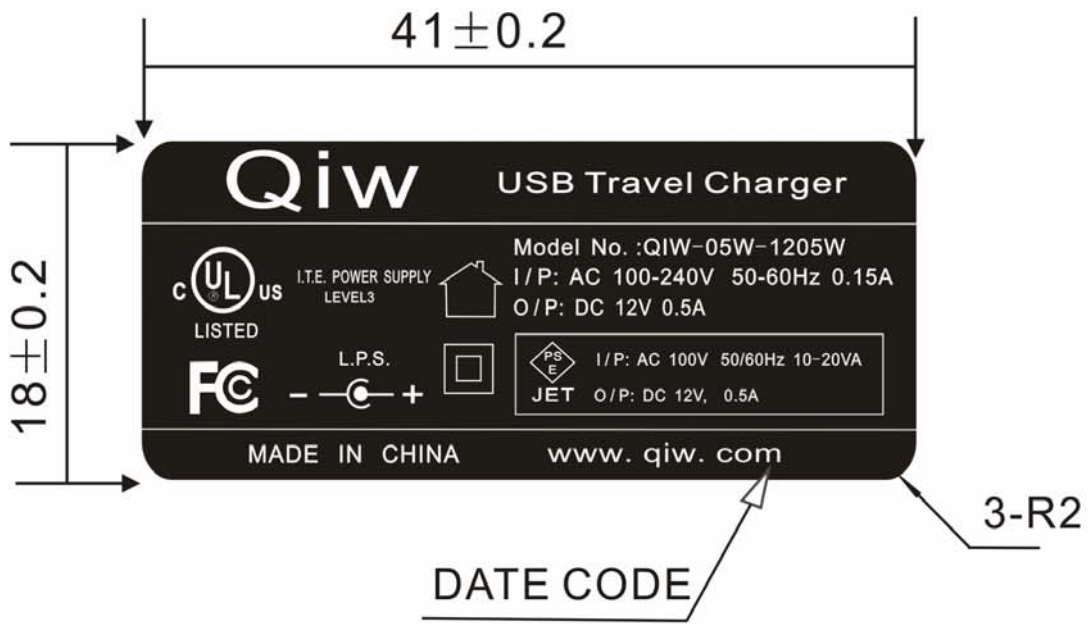 41±0.2
18±0.2
Qiw USB Travel Charger
C UL US
LISTED
I.T.E. POWER SUPPLY
LEVEL3
Model No. :QIW-05W-1205W
I/P: AC 100-240V 50-60Hz 0.15A
O/P: DC 12V 0.5A
FC
L.P.S.
- +
PS
E
JET
I/P: AC 100V 50/60Hz 10-20VA
O/P: DC 12V, 0.5A
MADE IN CHINA www. qiw. com
3-R2
DATE CODE